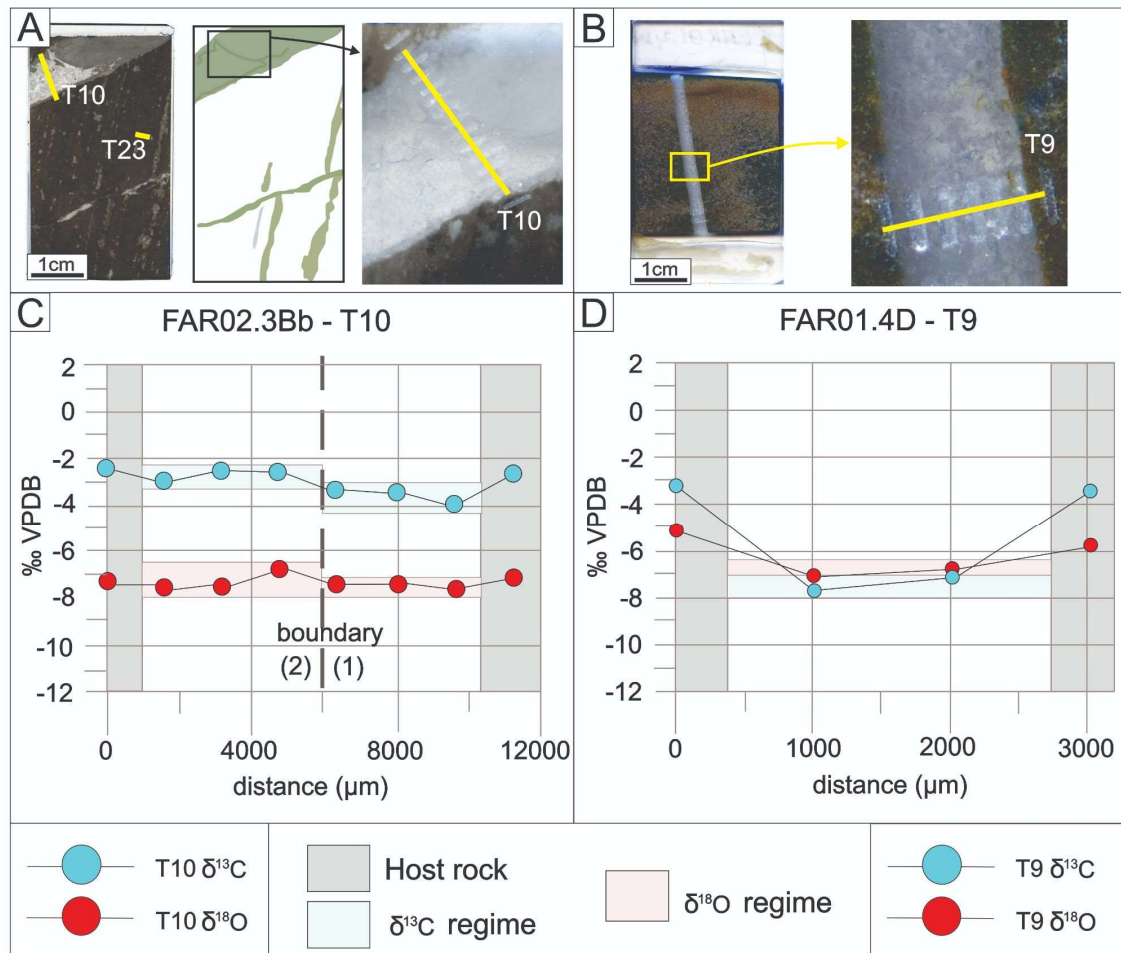 A
T10
T23
1cm
T10
B
T9
1cm
C
FAR02.3Bb - T10
2
0
-2
-4
-6
-8
-10
-12
‰ VPDB
boundary
(2) (1)
0 4000 8000 12000
distance (µm)
D
FAR01.4D - T9
2
0
-2
-4
-6
-8
-10
-12
‰ VPDB
0 1000 2000 3000
distance (µm)
T10 δ¹³C
T10 δ¹⁸O
Host rock
δ¹³C regime
δ¹⁸O regime
T9 δ¹³C
T9 δ¹⁸O